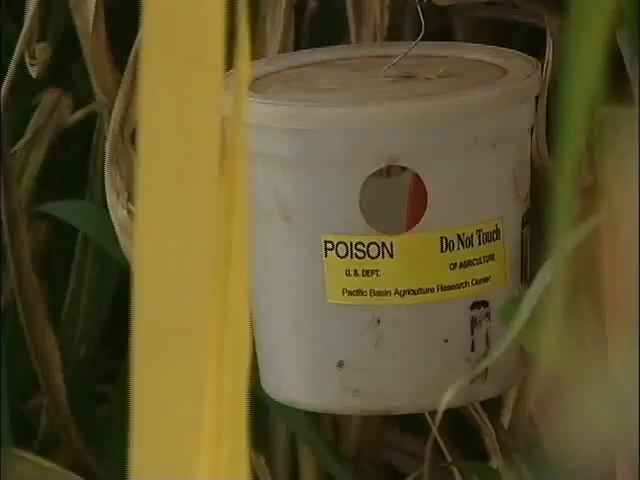 POISON Do Not Touch
U. S. DEPT. OF AGRICULTURE
Pacific Basin Agriculture Research Center